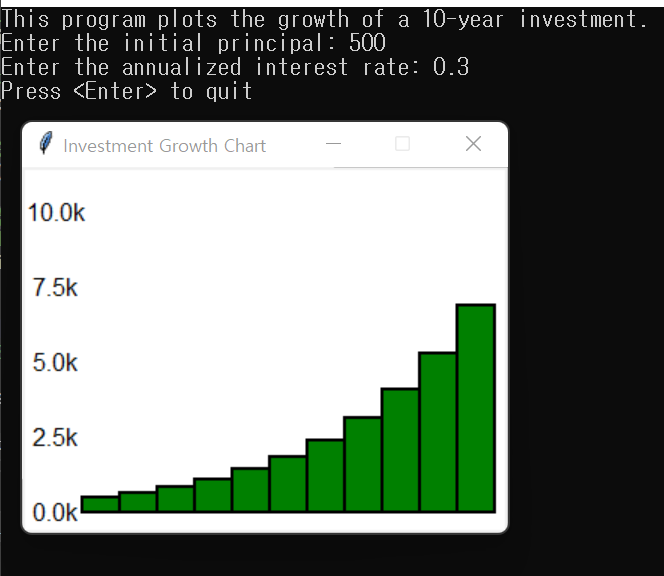 This program plots the growth of a 10-year investment.
Enter the initial principal: 500
Enter the annualized interest rate: 0.3
Press <Enter> to quit
Investment Growth Chart
10.0k
7.5k
5.0k
2.5k
0.0k